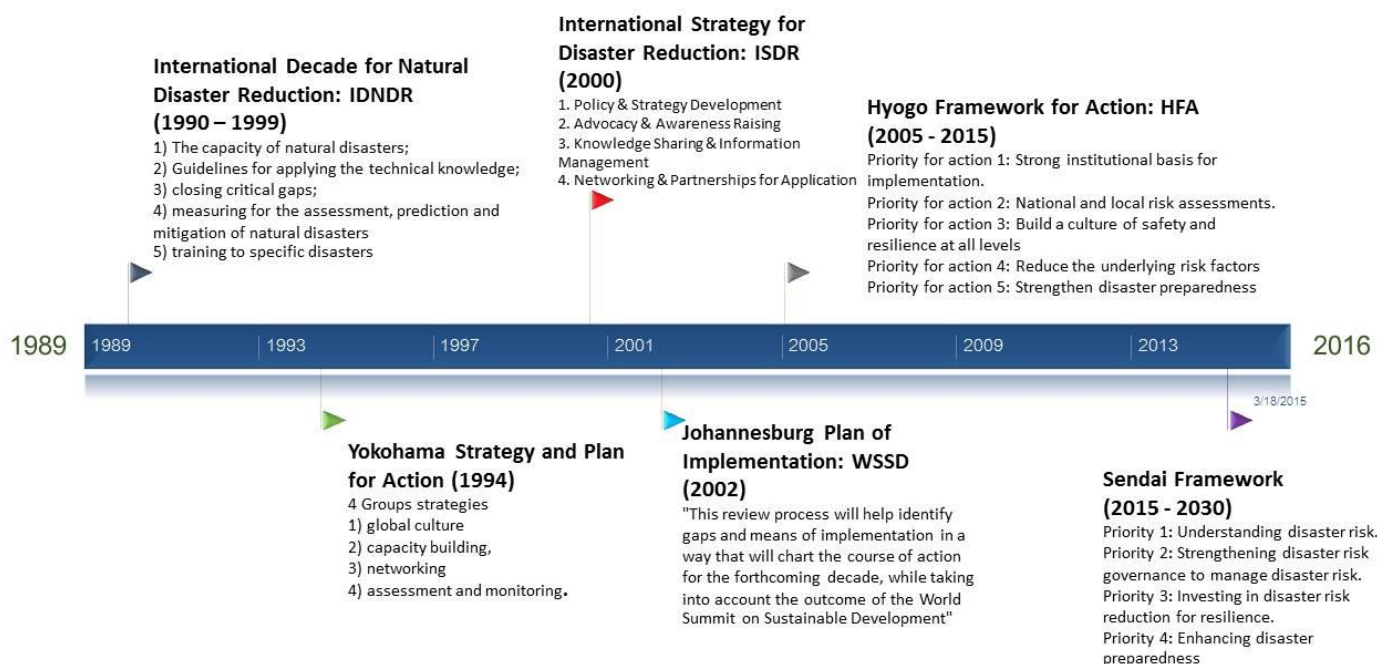 International Strategy for
Disaster Reduction: ISDR
(2000)
1. Policy & Strategy Development
2. Advocacy & Awareness Raising
3. Knowledge Sharing & Information
Management
4. Networking & Partnerships for Application
International Decade for Natural
Disaster Reduction: IDNDR
(1990 – 1999)
1) The capacity of natural disasters;
2) Guidelines for applying the technical knowledge;
3) closing critical gaps;
4) measuring for the assessment, prediction and
mitigation of natural disasters
5) training to specific disasters
Hyogo Framework for Action: HFA
(2005 - 2015)
Priority for action 1: Strong institutional basis for
implementation.
Priority for action 2: National and local risk assessments.
Priority for action 3: Build a culture of safety and
resilience at all levels
Priority for action 4: Reduce the underlying risk factors
Priority for action 5: Strengthen disaster preparedness
1989 1989 1993 1997 2001 2005 2009 2013 2016
3/18/2015
Yokohama Strategy and Plan
for Action (1994)
4 Groups strategies
1) global culture
2) capacity building,
3) networking
4) assessment and monitoring.
Johannesburg Plan of
Implementation: WSSD
(2002)
"This review process will help identify
gaps and means of implementation in a
way that will chart the course of action
for the forthcoming decade, while taking
into account the outcome of the World
Summit on Sustainable Development"
Sendai Framework
(2015 - 2030)
Priority 1: Understanding disaster risk.
Priority 2: Strengthening disaster risk
governance to manage disaster risk.
Priority 3: Investing in disaster risk
reduction for resilience.
Priority 4: Enhancing disaster
preparedness